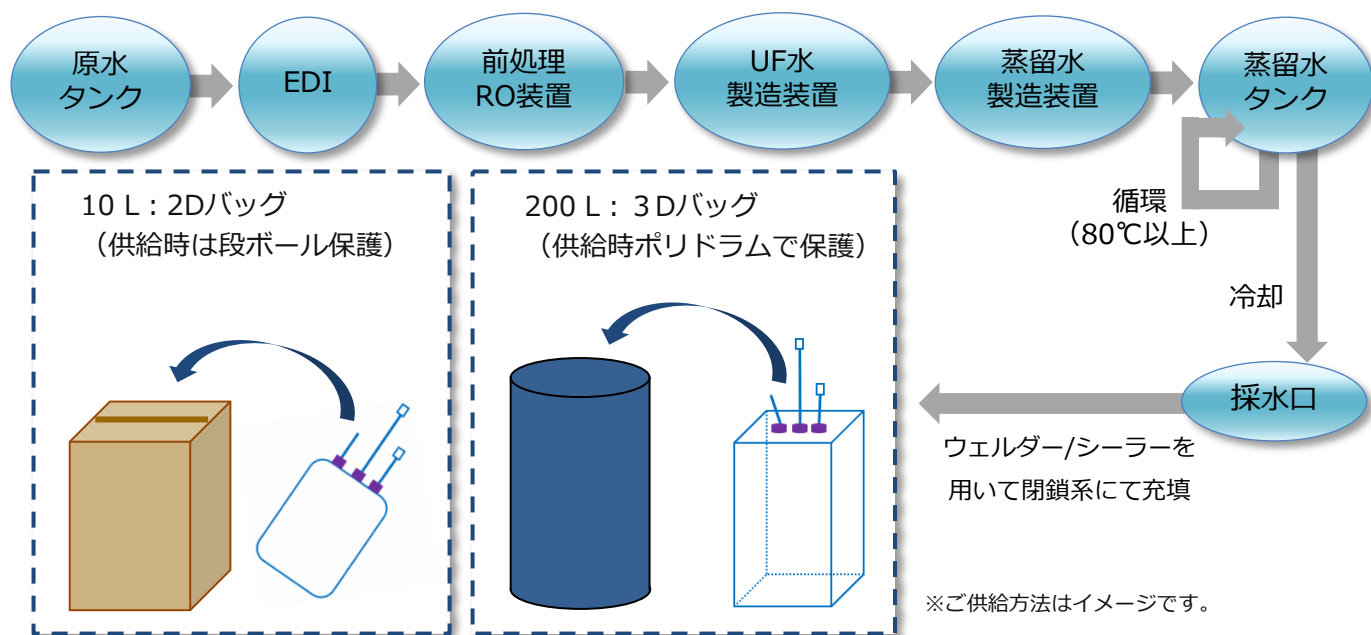 原水
タンク
EDI
前処理
RO装置
UF水
製造装置
蒸留水
製造装置
蒸留水
タンク
循環
（80℃以上）
冷却
採水口
ウェルダー/シーラーを
用いて閉鎖系にて充填
10 L：2Dバッグ
（供給時は段ボール保護）
200 L：３Dバッグ
（供給時ポリドラムで保護）
※ご供給方法はイメージです。